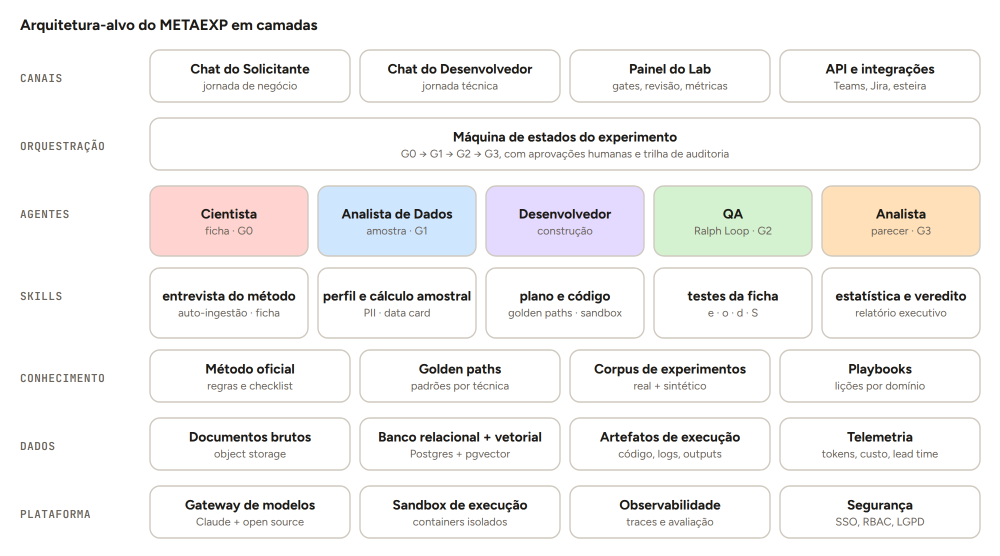 Arquitetura-alvo do METAEXP em camadas
CANAIS
Chat do Solicitante
jornada de negócio
Chat do Desenvolvedor
jornada técnica
Painel do Lab
gates, revisão, métricas
API e integrações
Teams, Jira, esteira
ORQUESTRAÇÃO
Máquina de estados do experimento
G0 → G1 → G2 → G3, com aprovações humanas e trilha de auditoria
AGENTES
Cientista
ficha · G0
Analista de Dados
amostra · G1
Desenvolvedor
construção
QA
Ralph Loop · G2
Analista
parecer · G3
SKILLS
entrevista do método
auto-ingestão · ficha
perfil e cálculo amostral
PII · data card
plano e código
golden paths · sandbox
testes da ficha
e · o · d · S
estatística e veredito
relatório executivo
CONHECIMENTO
Método oficial
regras e checklist
Golden paths
padrões por técnica
Corpus de experimentos
real + sintético
Playbooks
lições por domínio
DADOS
Documentos brutos
object storage
Banco relacional + vetorial
Postgres + pgvector
Artefatos de execução
código, logs, outputs
Telemetria
tokens, custo, lead time
PLATAFORMA
Gateway de modelos
Claude + open source
Sandbox de execução
containers isolados
Observabilidade
traces e avaliação
Segurança
SSO, RBAC, LGPD